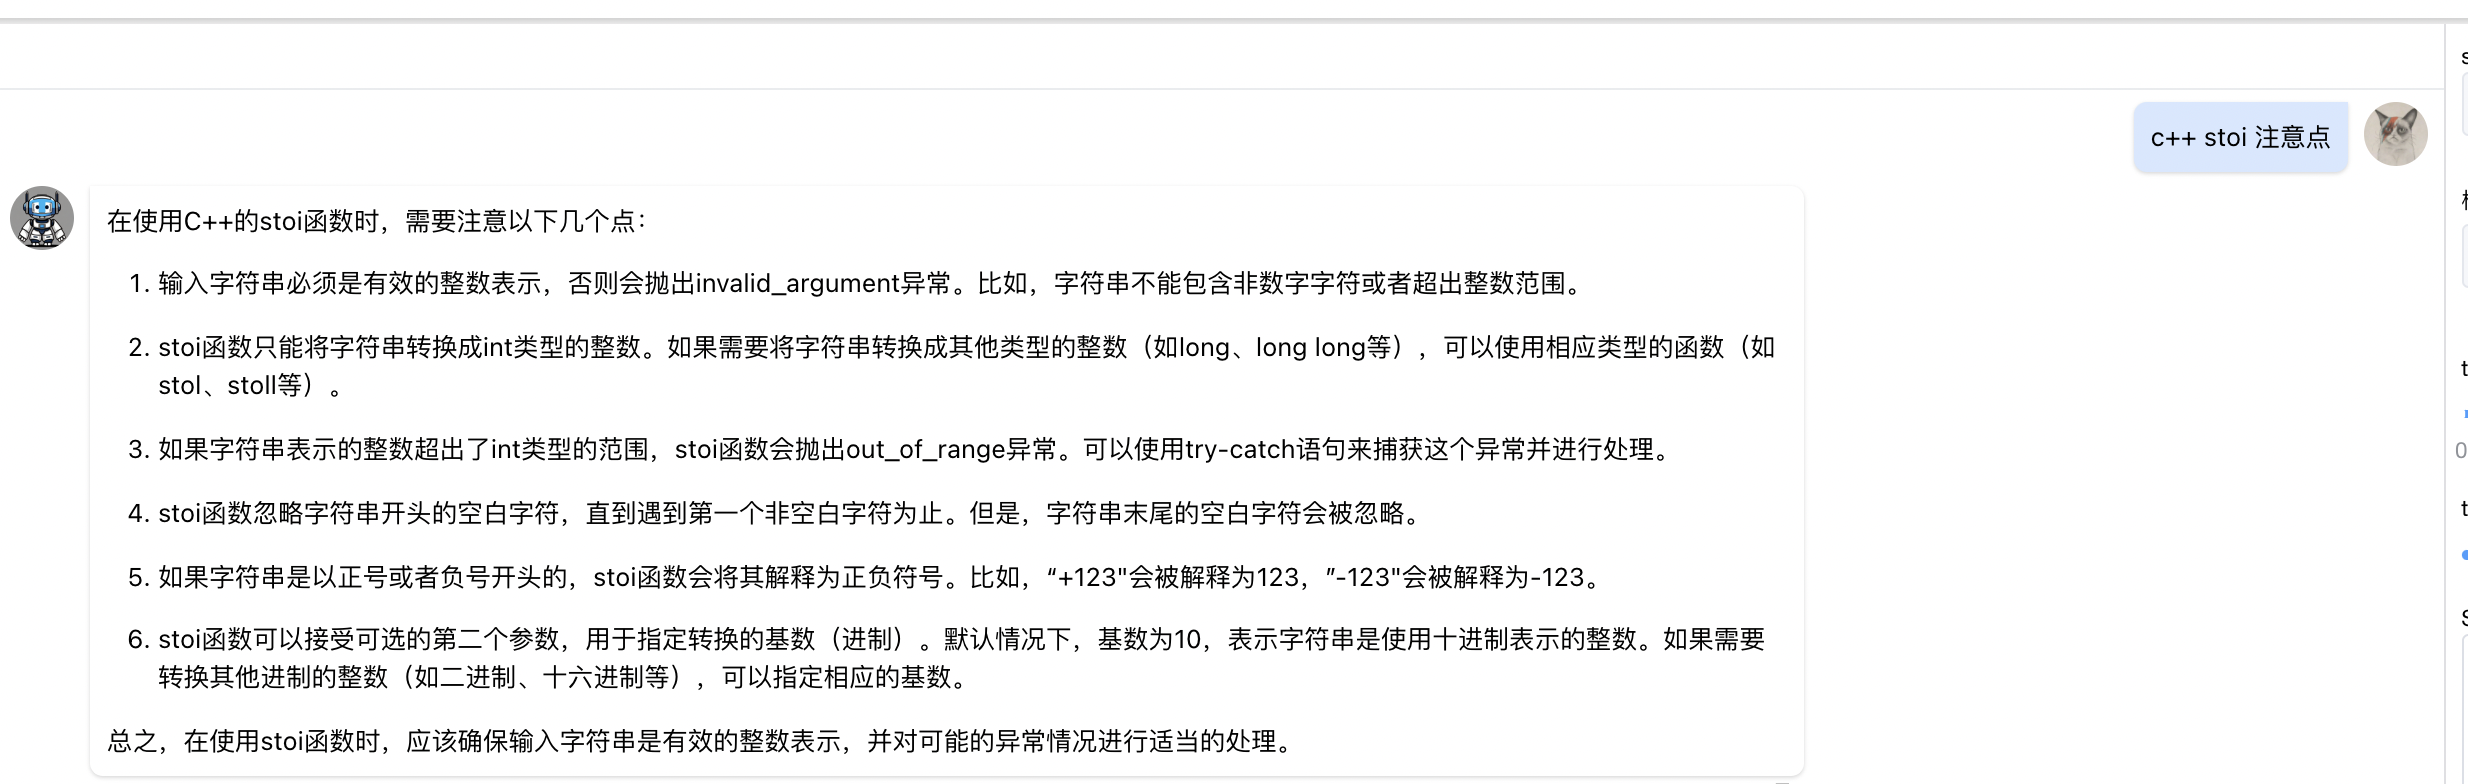 c++ stoi 注意点
在使用C++的stoi函数时，需要注意以下几个点：
1. 输入字符串必须是有效的整数表示，否则会抛出invalid_argument异常。比如，字符串不能包含非数字字符或者超出整数范围。
2. stoi函数只能将字符串转换成int类型的整数。如果需要将字符串转换成其他类型的整数（如long、long long等），可以使用相应类型的函数（如
stol、stoll等）。
3. 如果字符串表示的整数超出了int类型的范围，stoi函数会抛出out_of_range异常。可以使用try-catch语句来捕获这个异常并进行处理。
4. stoi函数忽略字符串开头的空白字符，直到遇到第一个非空白字符为止。但是，字符串末尾的空白字符会被忽略。
5. 如果字符串是以正号或者负号开头的，stoi函数会将其解释为正负符号。比如，“+123"会被解释为123，”-123"会被解释为-123。
6. stoi函数可以接受可选的第二个参数，用于指定转换的基数（进制）。默认情况下，基数为10，表示字符串是使用十进制表示的整数。如果需要
转换其他进制的整数（如二进制、十六进制等），可以指定相应的基数。
总之，在使用stoi函数时，应该确保输入字符串是有效的整数表示，并对可能的异常情况进行适当的处理。